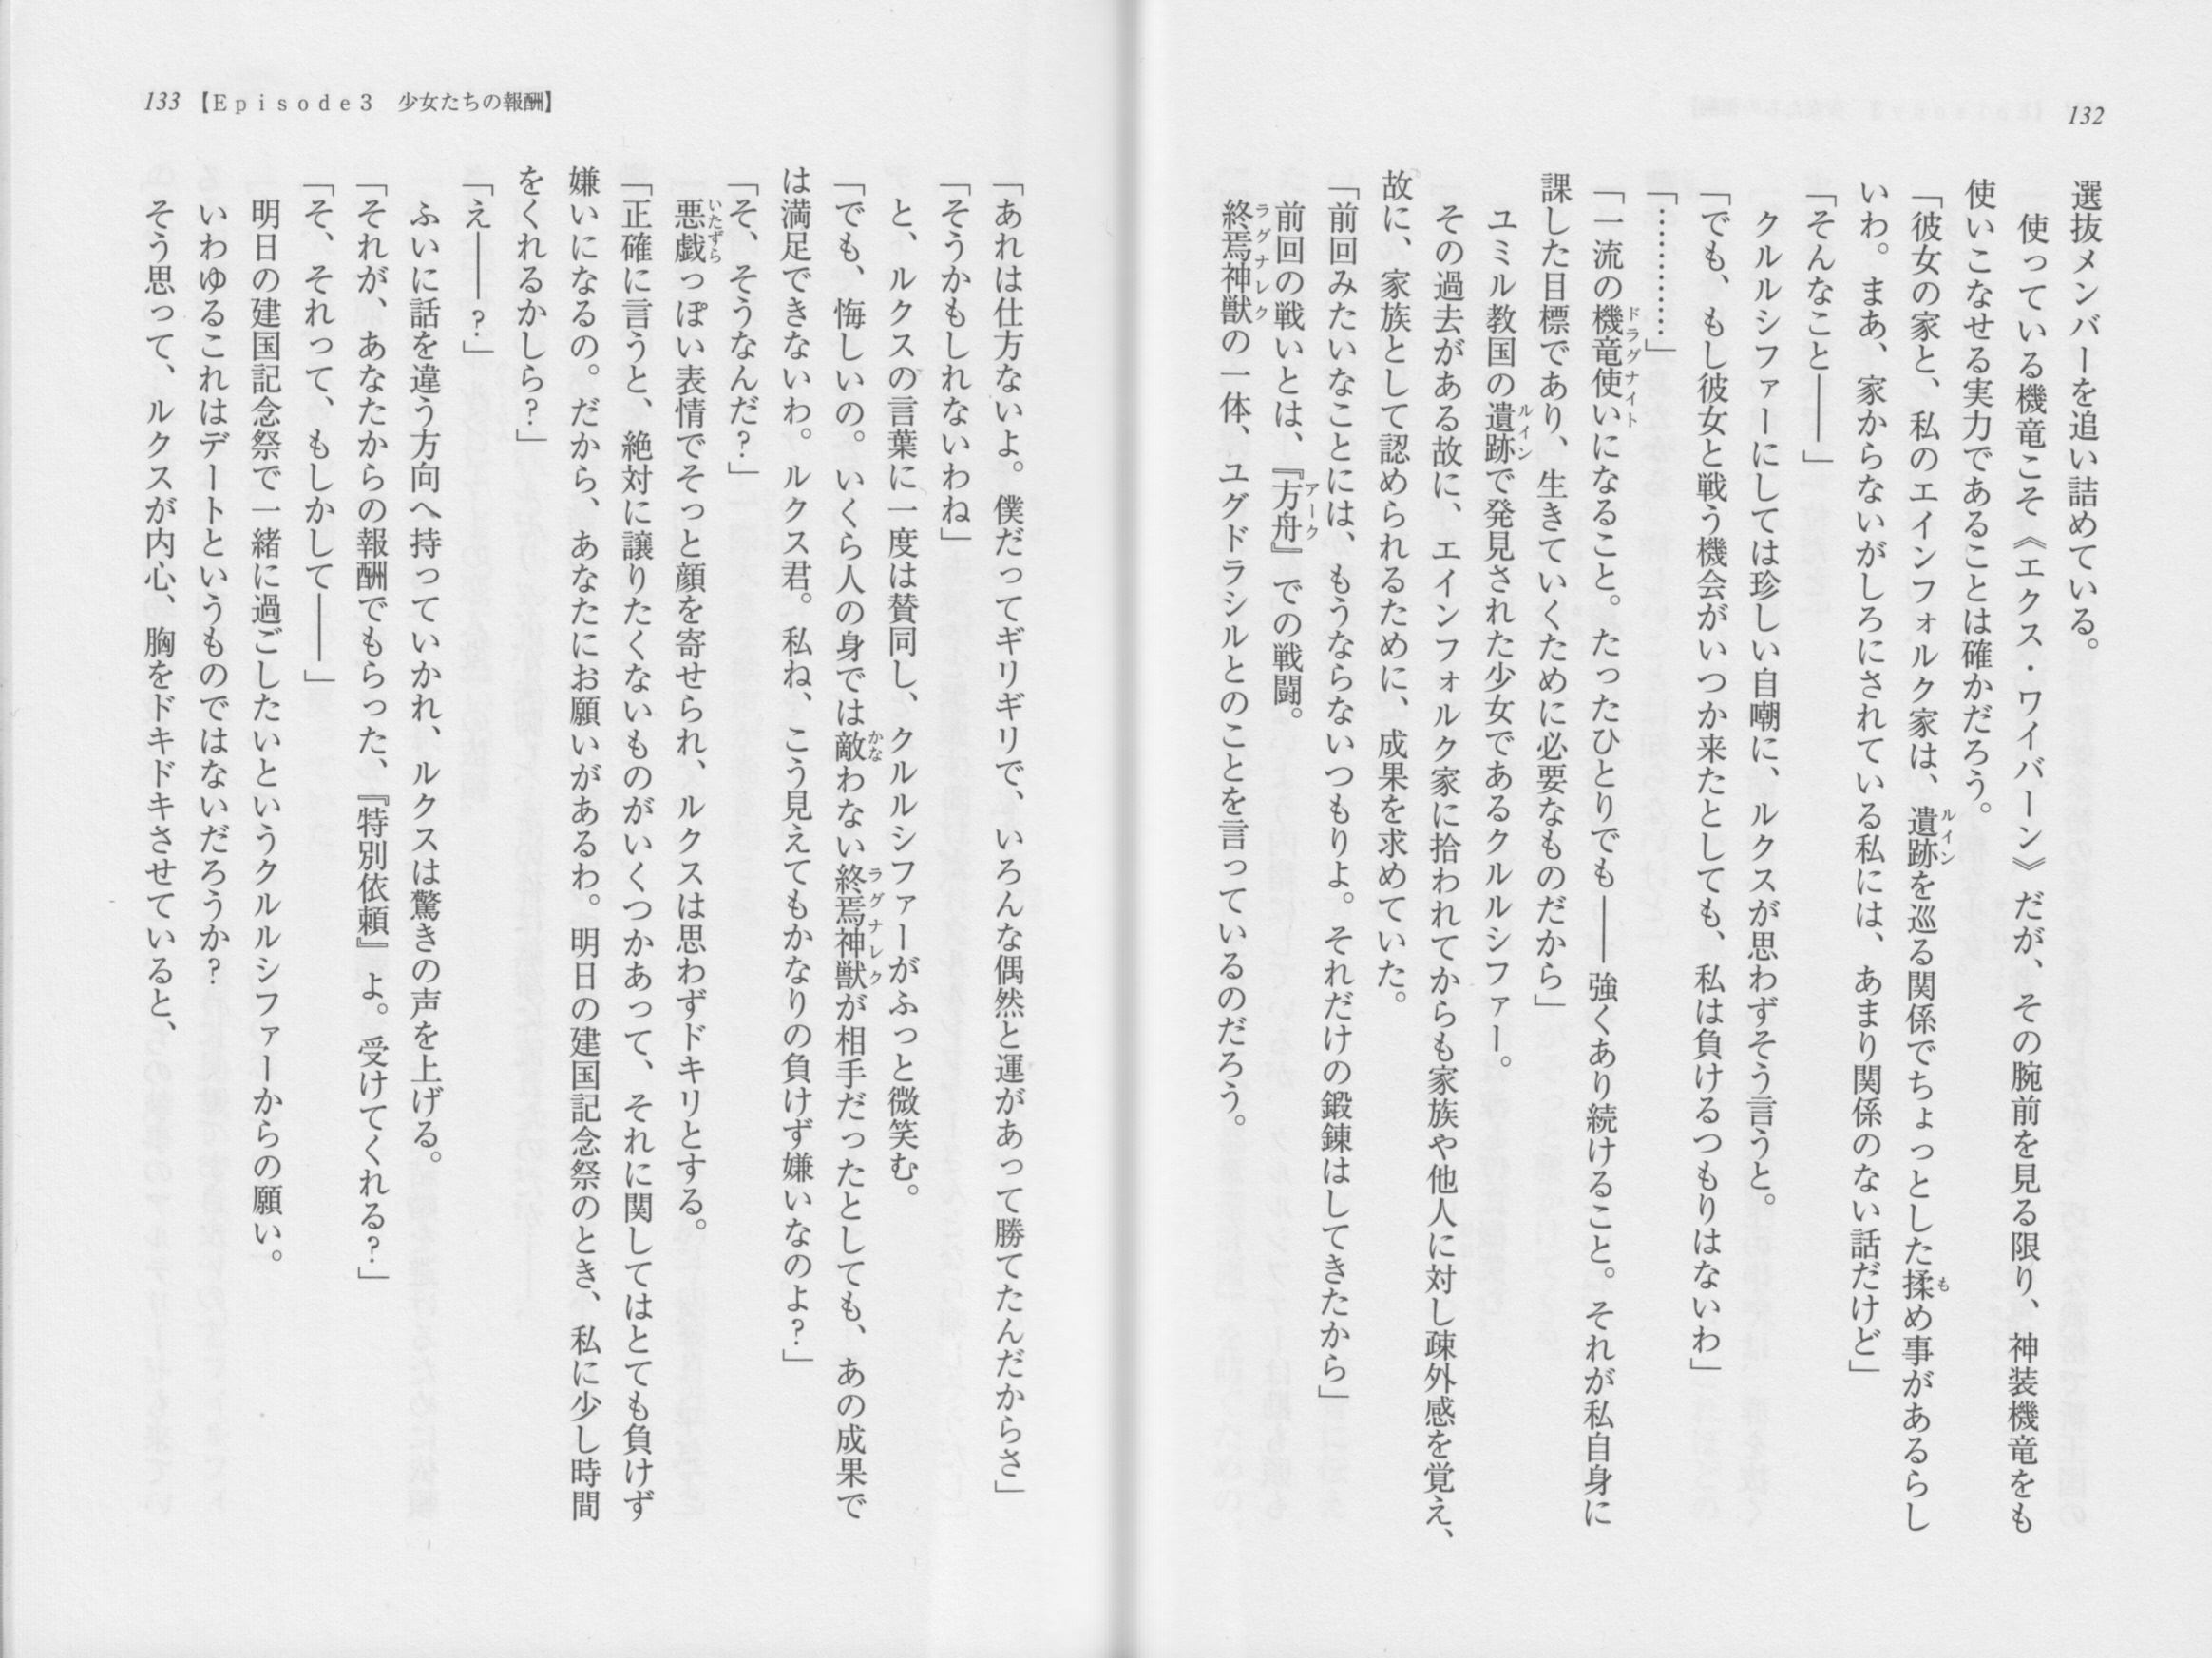 132
選抜メンバーを追い詰めている。
使っている機竜こそ《エクス・ワイバーン》だが、その腕前を見る限り、神装機竜をも
使いこなせる実力であることは確かだろう。
「彼女の家と、私のエインフォルク家は、遺跡を巡る関係でちょっとした揉め事があるらし
いわ。まあ、家からないがしろにされている私には、あまり関係のない話だけど」
「そんなこと――」
クルルシファーにしては珍しい自嘲に、ルクスが思わずそう言うと。
「でも、もし彼女と戦う機会がいつか来たとしても、私は負けるつもりはないわ」
「…………」
「一流の機竜使いになること。たったひとりでも――強くあり続けること。それが私自身に
課した目標であり、生きていくために必要なものだから」
ユミル教国の遺跡で発見された少女であるクルルシファー。
その過去がある故に、エインフォルク家に拾われてからも家族や他人に対し疎外感を覚え、
故に、家族として認められるために、成果を求めていた。
「前回みたいなことには、もうならないつもりよ。それだけの鍛錬はしてきたから」
前回の戦いとは、『方舟』での戦闘。
終焉神獣の一体、ユグドラシルとのことを言っているのだろう。
133 【Episode3 少女たちの報酬】
「あれは仕方ないよ。僕だってギリギリで、いろんな偶然と運があって勝てたんだからさ」
「そうかもしれないわね」
と、ルクスの言葉に一度は賛同し、クルルシファーがふっと微笑む。
「でも、悔しいの。いくら人の身では敵わない終焉神獣が相手だったとしても、あの成果で
は満足できないわ。ルクス君。私ね、こう見えてもかなりの負けず嫌いなのよ?」
「そ、そうなんだ?」
悪戯っぽい表情でそっと顔を寄せられ、ルクスは思わずドキリとする。
「正確に言うと、絶対に譲りたくないものがいくつかあって、それに関してはとても負けず
嫌いになるの。だから、あなたにお願いがあるわ。明日の建国記念祭のとき、私に少し時間
をくれるかしら?」
「え――?」
ふいに話を違う方向へ持っていかれ、ルクスは驚きの声を上げる。
「それが、あなたからの報酬でもらった、『特別依頼』よ。受けてくれる?」
「そ、それって、もしかして――」
明日の建国記念祭で一緒に過ごしたいというクルルシファーからの願い。
いわゆるこれはデートというものではないだろうか?
そう思って、ルクスが内心、胸をドキドキさせていると、